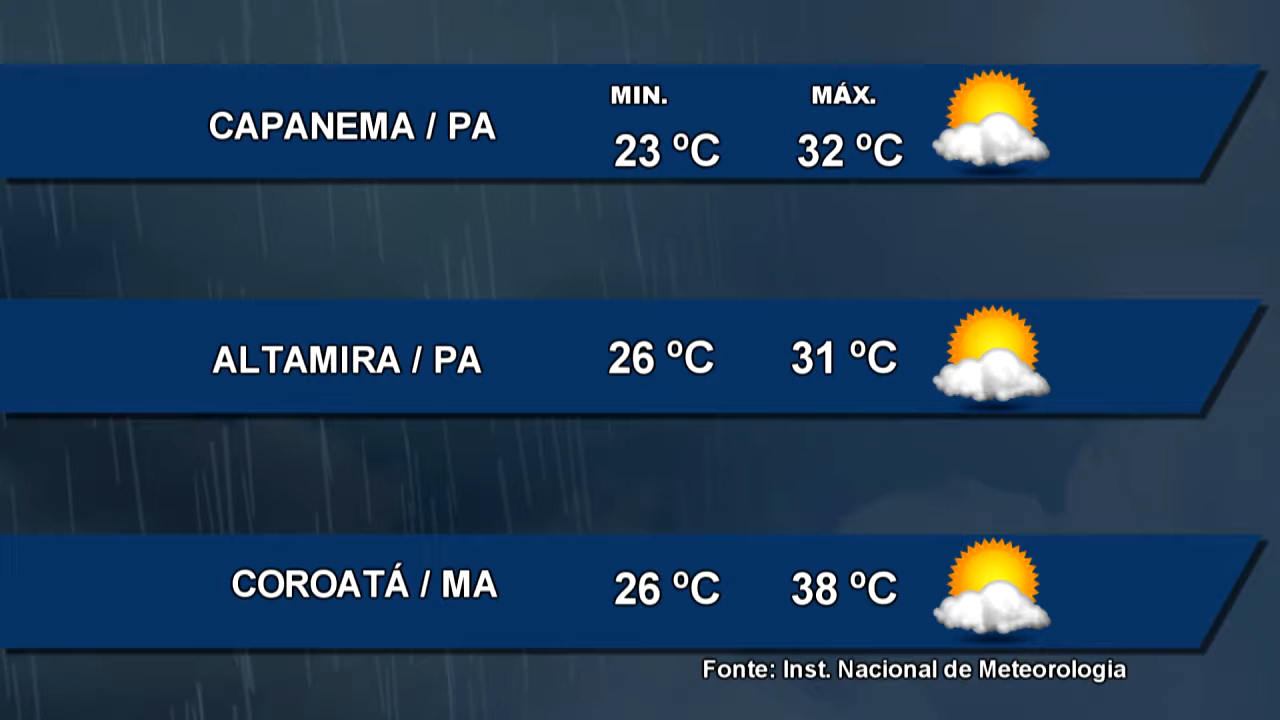 MIN. MÁX.
CAPANEMA / PA 23 ºC 32 ºC
ALTAMIRA / PA 26 ºC 31 ºC
COROATÁ / MA 26 ºC 38 ºC
Fonte: Inst. Nacional de Meteorologia